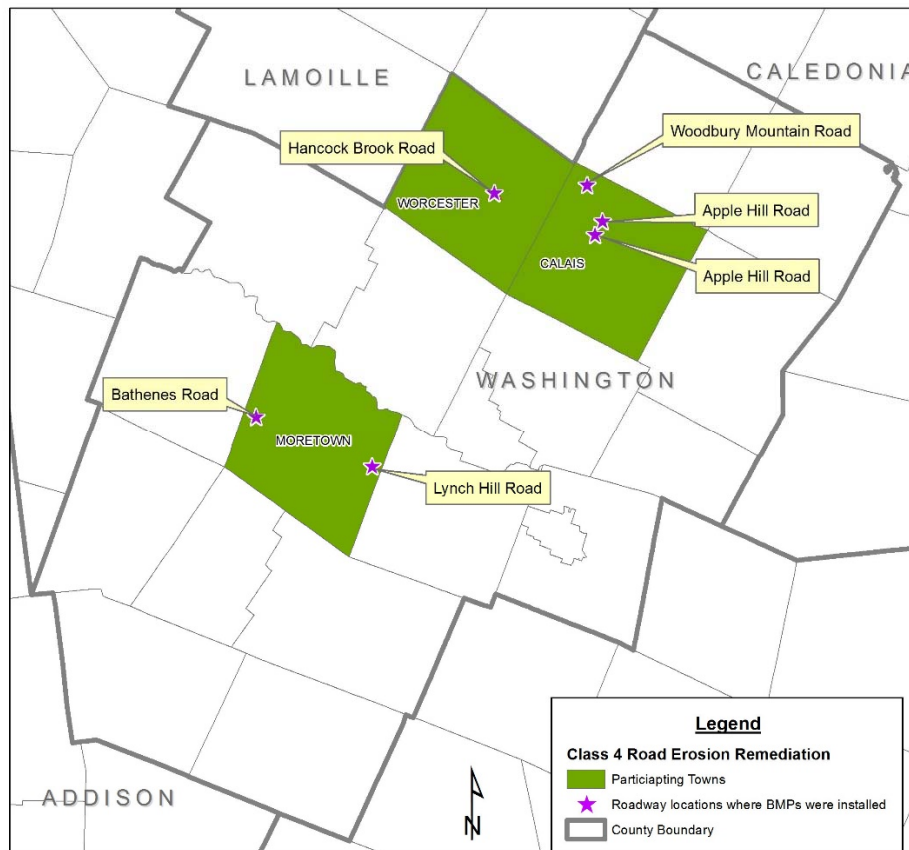 LAMOILLE
CALEDONIA
Hancock Brook Road
Woodbury Mountain Road
WORCESTER
Apple Hill Road
CALAIS
Apple Hill Road
WASHINGTON
Bathenes Road
MORETOWN
Lynch Hill Road
ADDISON
N
Legend
Class 4 Road Erosion Remediation
Particiapting Towns
Roadway locations where BMPs were installed
County Boundary